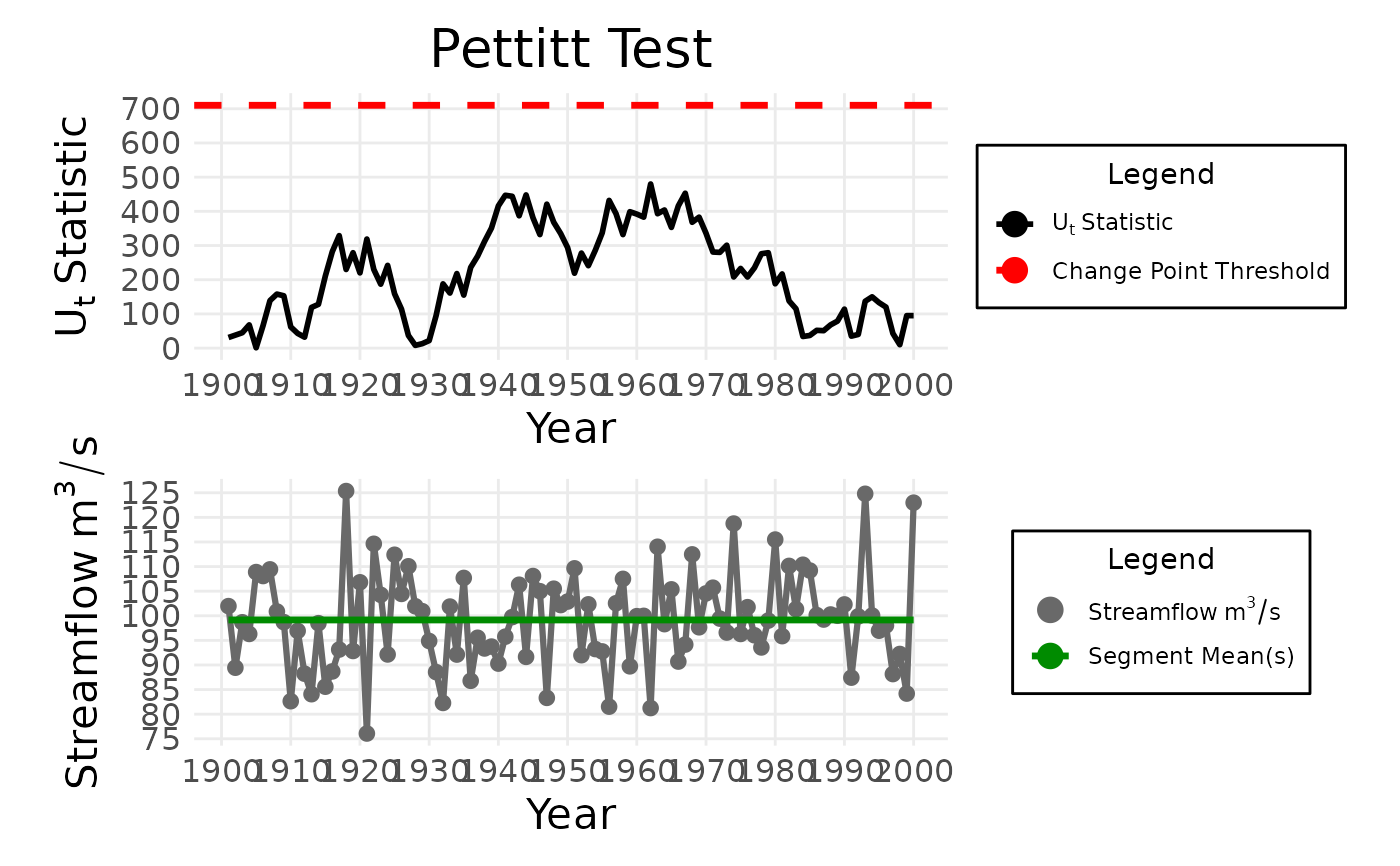 Pettitt Test
Uₜ Statistic
700
600
500
400
300
200
100
0
1900 1910 1920 1930 1940 1950 1960 1970 1980 1990 2000
Year
Legend
Uₜ Statistic
Change Point Threshold
Streamflow m³/s
125
120
115
110
105
100
95
90
85
80
75
1900 1910 1920 1930 1940 1950 1960 1970 1980 1990 2000
Year
Legend
Streamflow m³/s
Segment Mean(s)